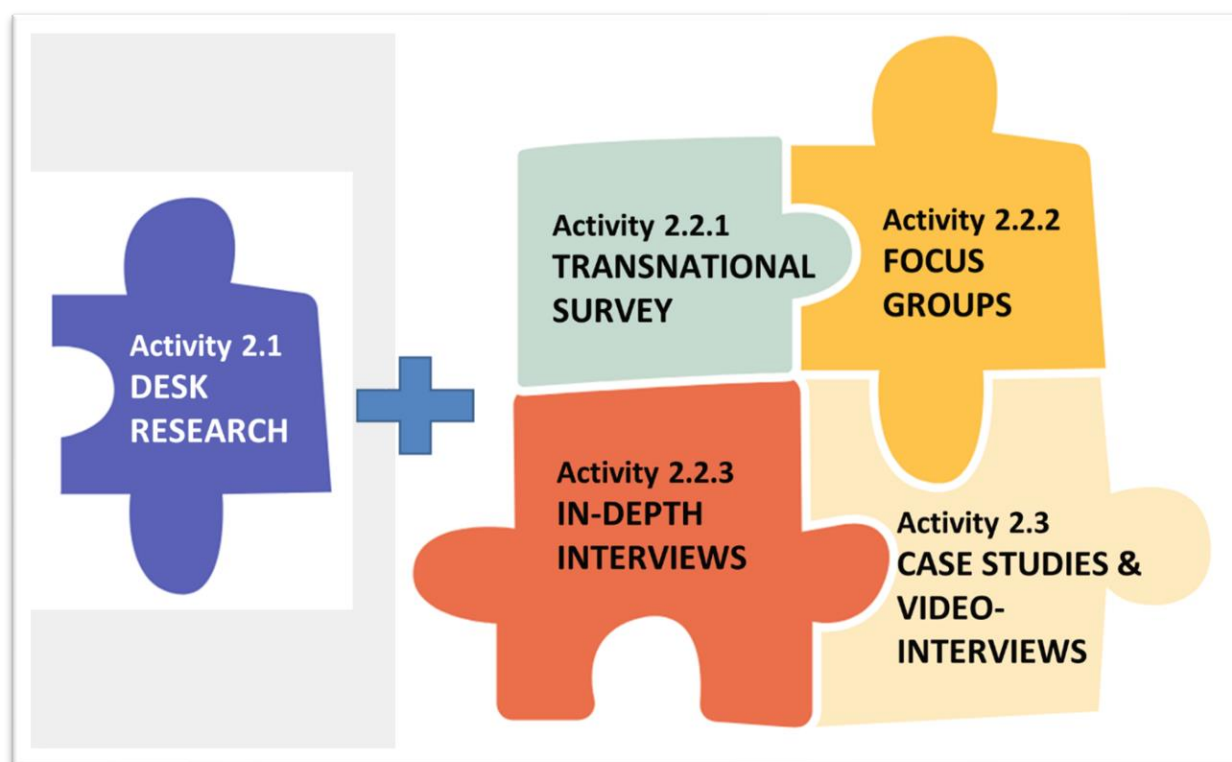 Activity 2.1
DESK
RESEARCH
Activity 2.2.1
TRANSNATIONAL
SURVEY
Activity 2.2.2
FOCUS
GROUPS
Activity 2.2.3
IN-DEPTH
INTERVIEWS
Activity 2.3
CASE STUDIES &
VIDEO-
INTERVIEWS